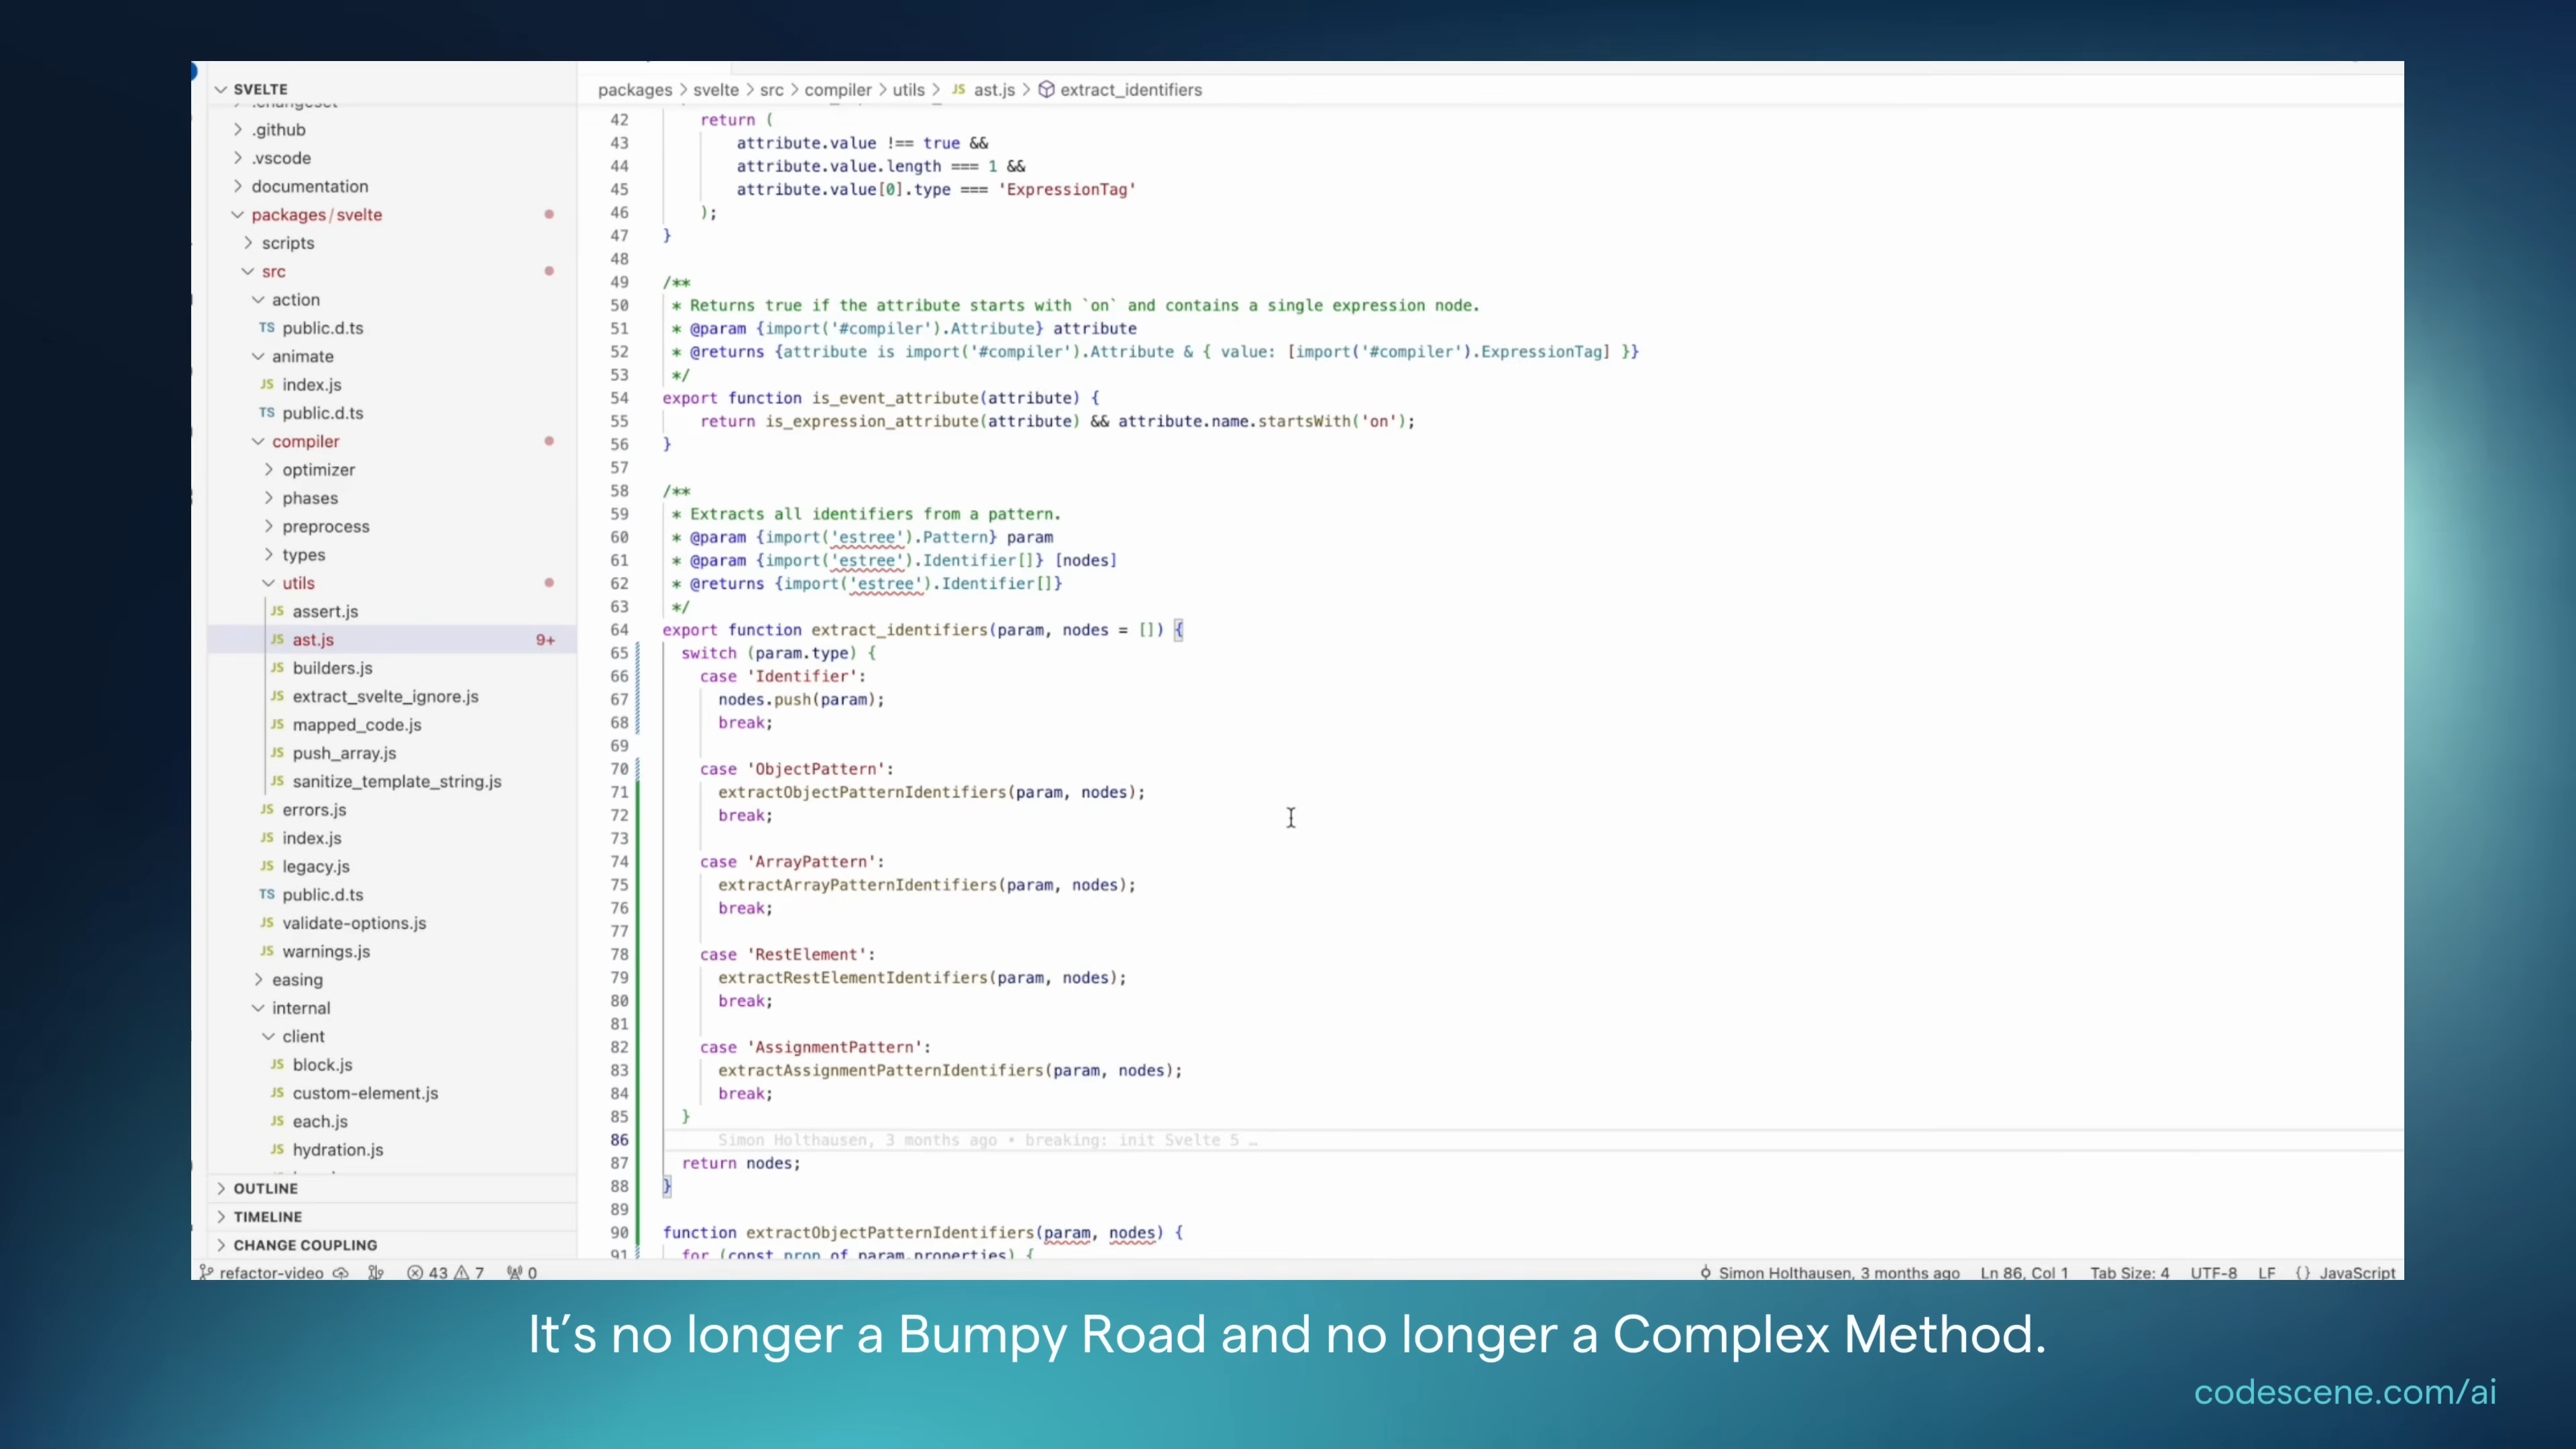 SVELTE
.changeset
.github
.vscode
documentation
packages/svelte
scripts
src
action
TS public.d.ts
animate
JS index.js
TS public.d.ts
compiler
optimizer
phases
preprocess
types
utils
JS assert.js
JS ast.js 9+
JS builders.js
JS extract_svelte_ignore.js
JS mapped_code.js
JS push_array.js
JS sanitize_template_string.js
JS errors.js
JS index.js
JS legacy.js
TS public.d.ts
JS validate-options.js
JS warnings.js
easing
internal
client
JS block.js
JS custom-element.js
JS each.js
JS hydration.js
OUTLINE
TIMELINE
CHANGE COUPLING
packages > svelte > src > compiler > utils > JS ast.js > extract_identifiers
42 return (
43 attribute.value !== true &&
44 attribute.value.length === 1 &&
45 attribute.value[0].type === 'ExpressionTag'
46 );
47 }
48
49 /**
50 * Returns true if the attribute starts with `on` and contains a single expression node.
51 * @param {import('#compiler').Attribute} attribute
52 * @returns {attribute is import('#compiler').Attribute & { value: [import('#compiler').ExpressionTag] }}
53 */
54 export function is_event_attribute(attribute) {
55 return is_expression_attribute(attribute) && attribute.name.startsWith('on');
56 }
57
58 /**
59 * Extracts all identifiers from a pattern.
60 * @param {import('estree').Pattern} param
61 * @param {import('estree').Identifier[]} [nodes]
62 * @returns {import('estree').Identifier[]}
63 */
64 export function extract_identifiers(param, nodes = []) {
65 switch (param.type) {
66 case 'Identifier':
67 nodes.push(param);
68 break;
69
70 case 'ObjectPattern':
71 extractObjectPatternIdentifiers(param, nodes);
72 break;
73
74 case 'ArrayPattern':
75 extractArrayPatternIdentifiers(param, nodes);
76 break;
77
78 case 'RestElement':
79 extractRestElementIdentifiers(param, nodes);
80 break;
81
82 case 'AssignmentPattern':
83 extractAssignmentPatternIdentifiers(param, nodes);
84 break;
85 }
86 Simon Holthausen, 3 months ago • breaking: init Svelte 5 …
87 return nodes;
88 }
89
90 function extractObjectPatternIdentifiers(param, nodes) {
91 for (const prop of param.properties) {
refactor-video 43 7 0 Simon Holthausen, 3 months ago Ln 86, Col 1 Tab Size: 4 UTF-8 LF {} JavaScript
It's no longer a Bumpy Road and no longer a Complex Method.
codescene.com/ai